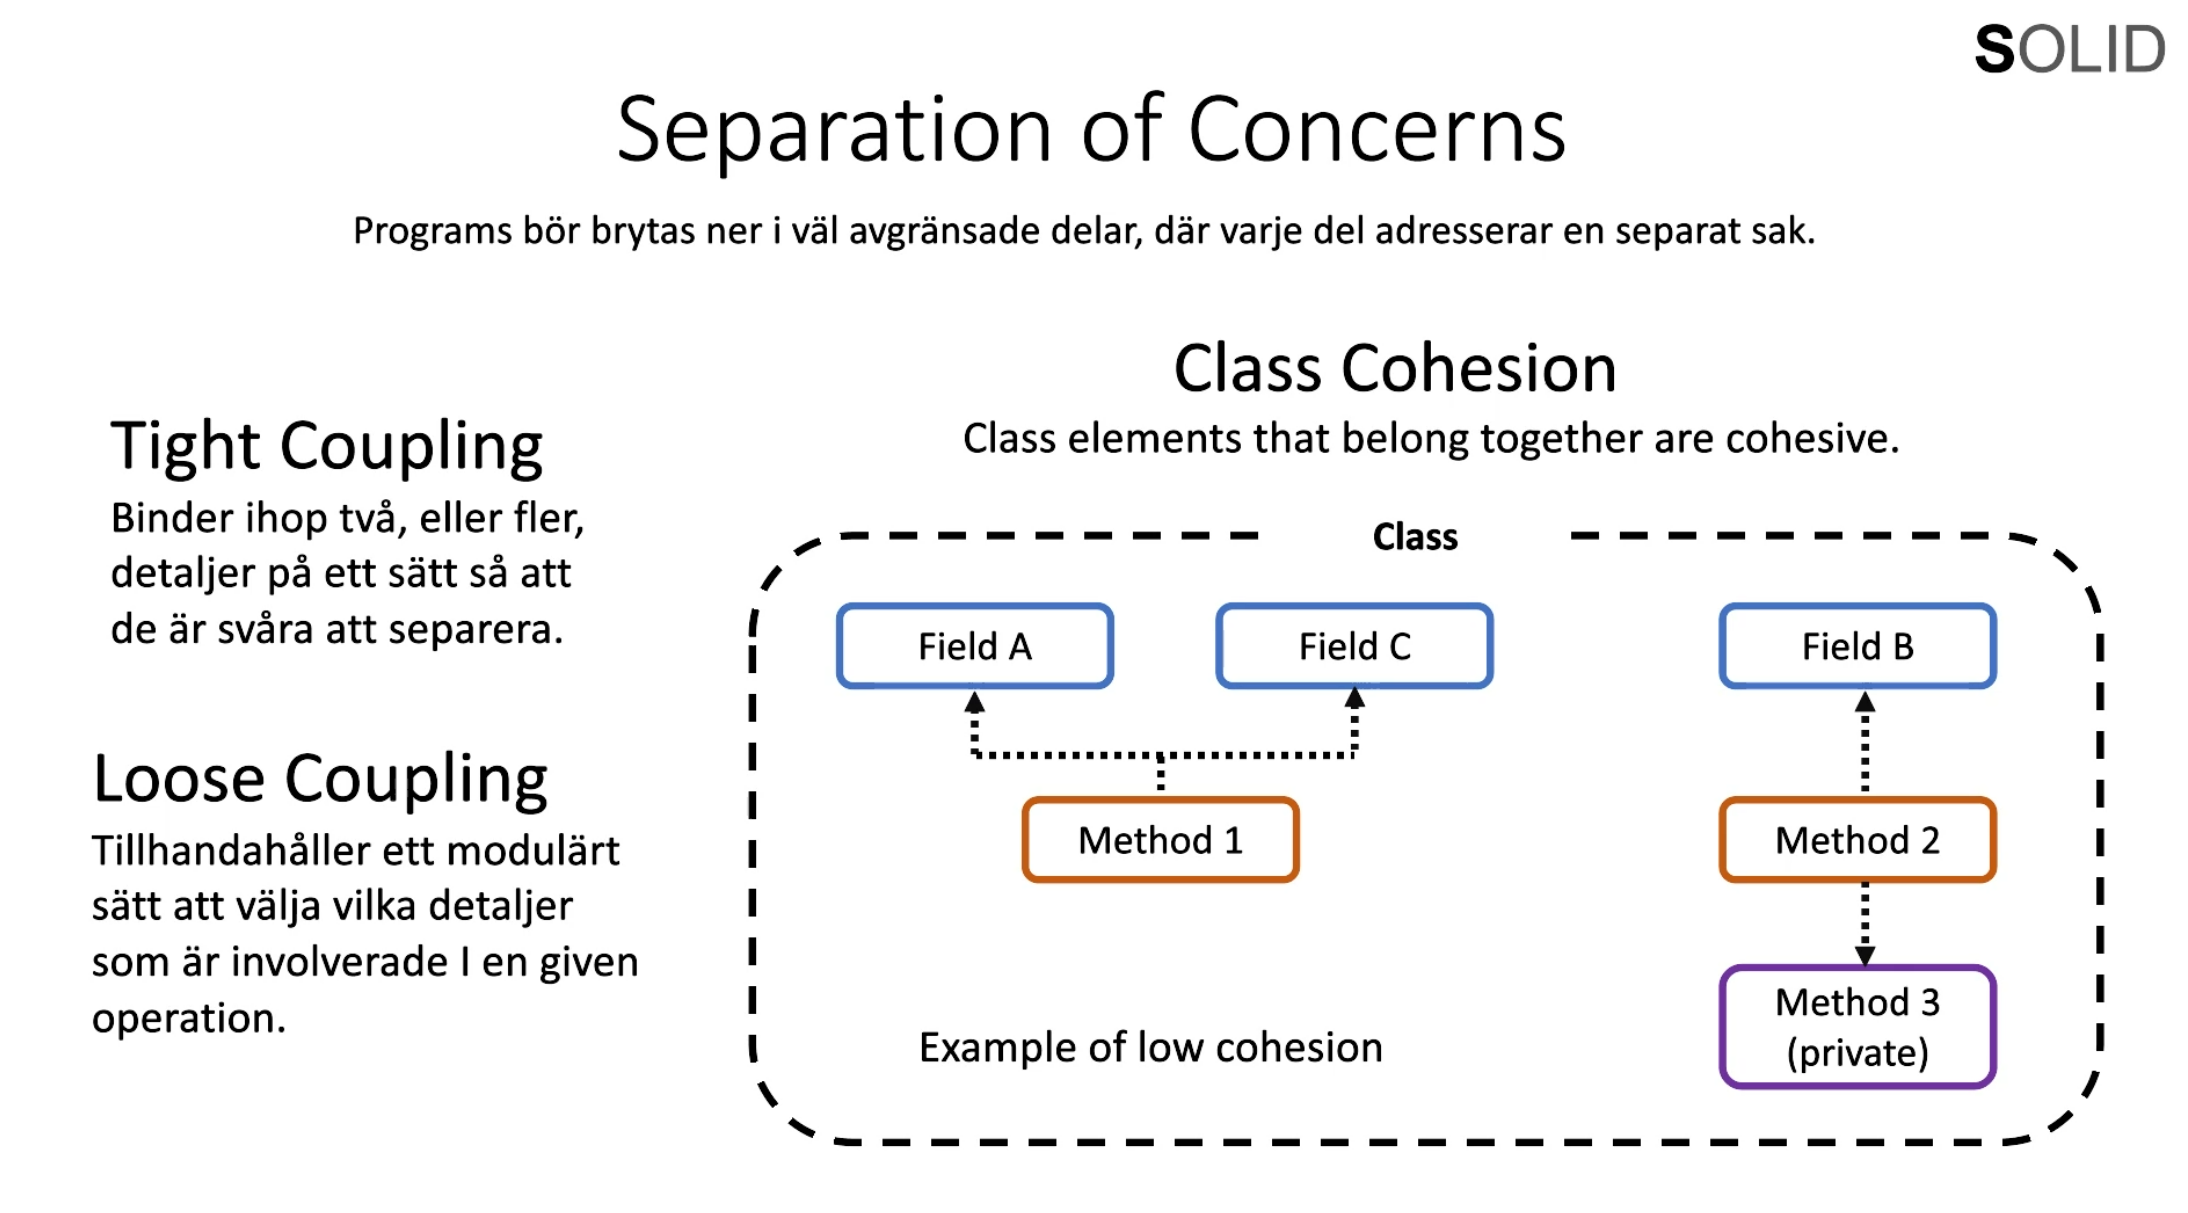 SOLID
Separation of Concerns
Programs bör brytas ner i väl avgränsade delar, där varje del adresserar en separat sak.
Tight Coupling
Binder ihop två, eller fler,
detaljer på ett sätt så att
de är svåra att separera.
Loose Coupling
Tillhandahåller ett modulärt
sätt att välja vilka detaljer
som är involverade I en given
operation.
Class Cohesion
Class elements that belong together are cohesive.
Class
Field A
Field C
Field B
Method 1
Method 2
Method 3
(private)
Example of low cohesion